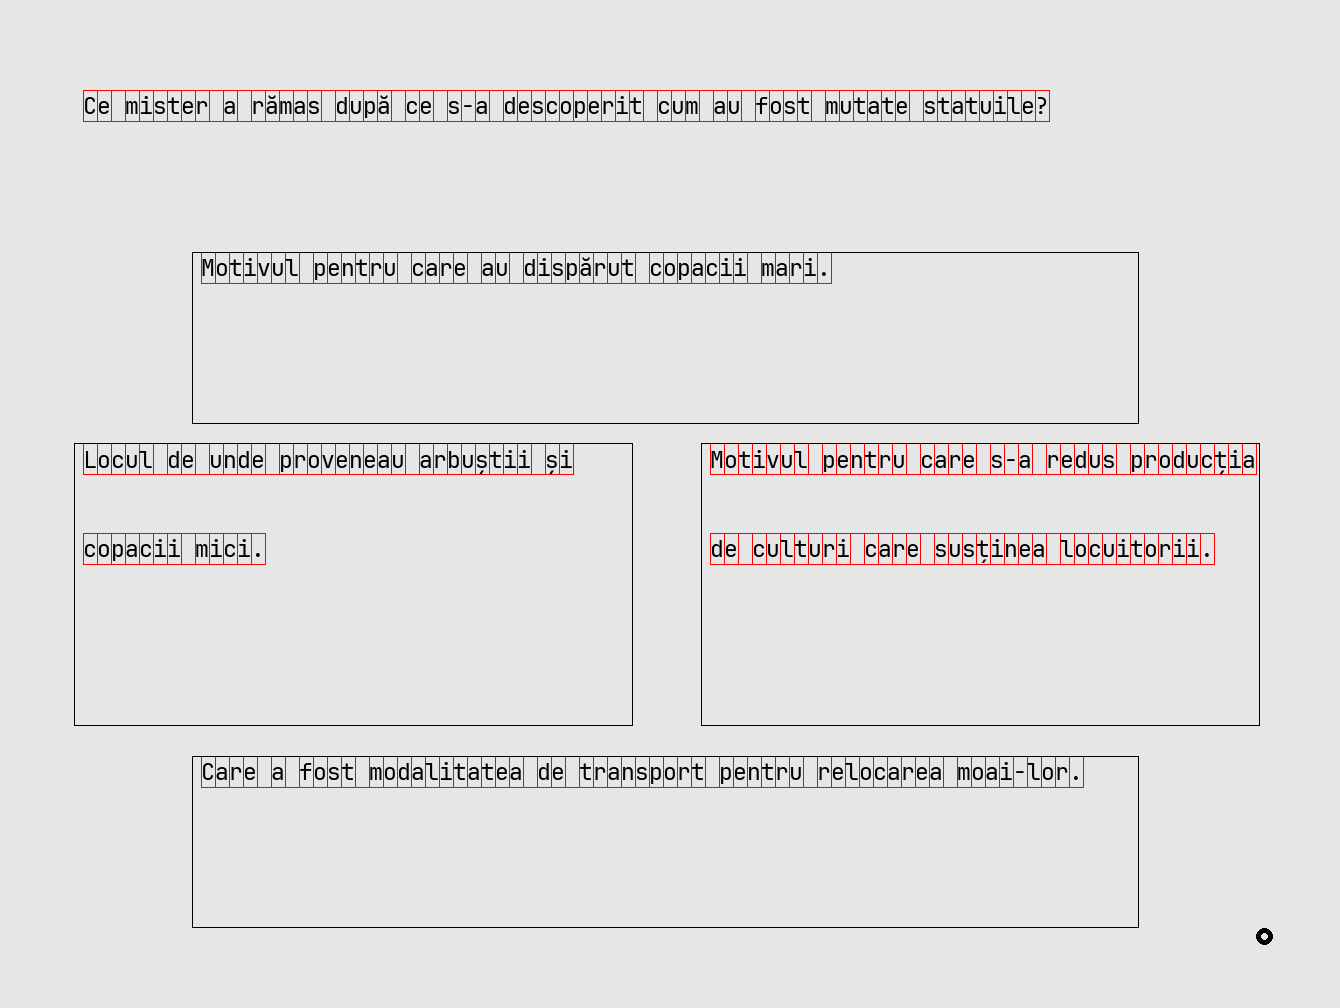 Ce mister a rămas după ce s-a descoperit cum au fost mutate statuile?
Motivul pentru care au dispărut copacii mari.
Locul de unde proveneau arbuștii și
copacii mici.
Motivul pentru care s-a redus producția
de culturi care susținea locuitorii.
Care a fost modalitatea de transport pentru relocarea moai-lor.